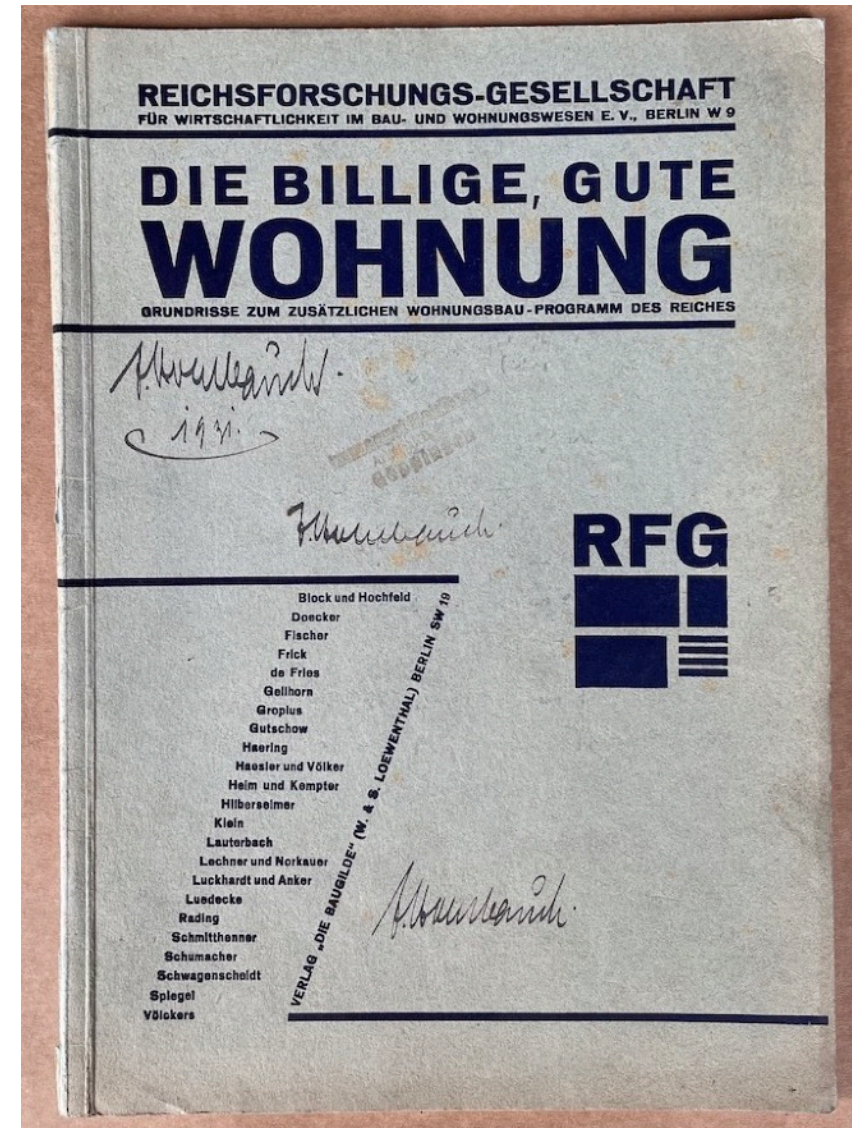 REICHSFORSCHUNGS-GESELLSCHAFT
FÜR WIRTSCHAFTLICHKEIT IM BAU- UND WOHNUNGSWESEN E. V., BERLIN W 9
DIE BILLIGE, GUTE
WOHNUNG
GRUNDRISSE ZUM ZUSÄTZLICHEN WOHNUNGSBAU-PROGRAMM DES REICHES
1931.
Göppingen
RFG
Block und Hochfeld
Doecker
Fischer
Frick
de Fries
Gellhorn
Gropius
Gutschow
Haering
Haesler und Völker
Heim und Kempter
Hilberseimer
Klein
Lauterbach
Lechner und Norkauer
Luckhardt und Anker
Luedecke
Rading
Schmitthenner
Schumacher
Schwagenscheidt
Spiegel
Völckers
VERLAG „DIE BAUGILDE“ (W. & S. LOEWENTHAL) BERLIN SW 19